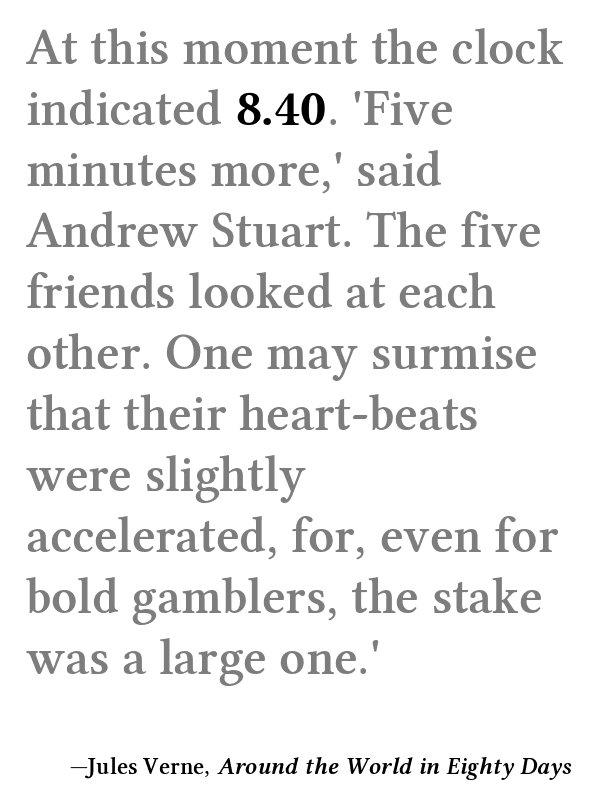 At this moment the clock
indicated 8.40. 'Five
minutes more,' said
Andrew Stuart. The five
friends looked at each
other. One may surmise
that their heart-beats
were slightly
accelerated, for, even for
bold gamblers, the stake
was a large one.'
—Jules Verne, Around the World in Eighty Days